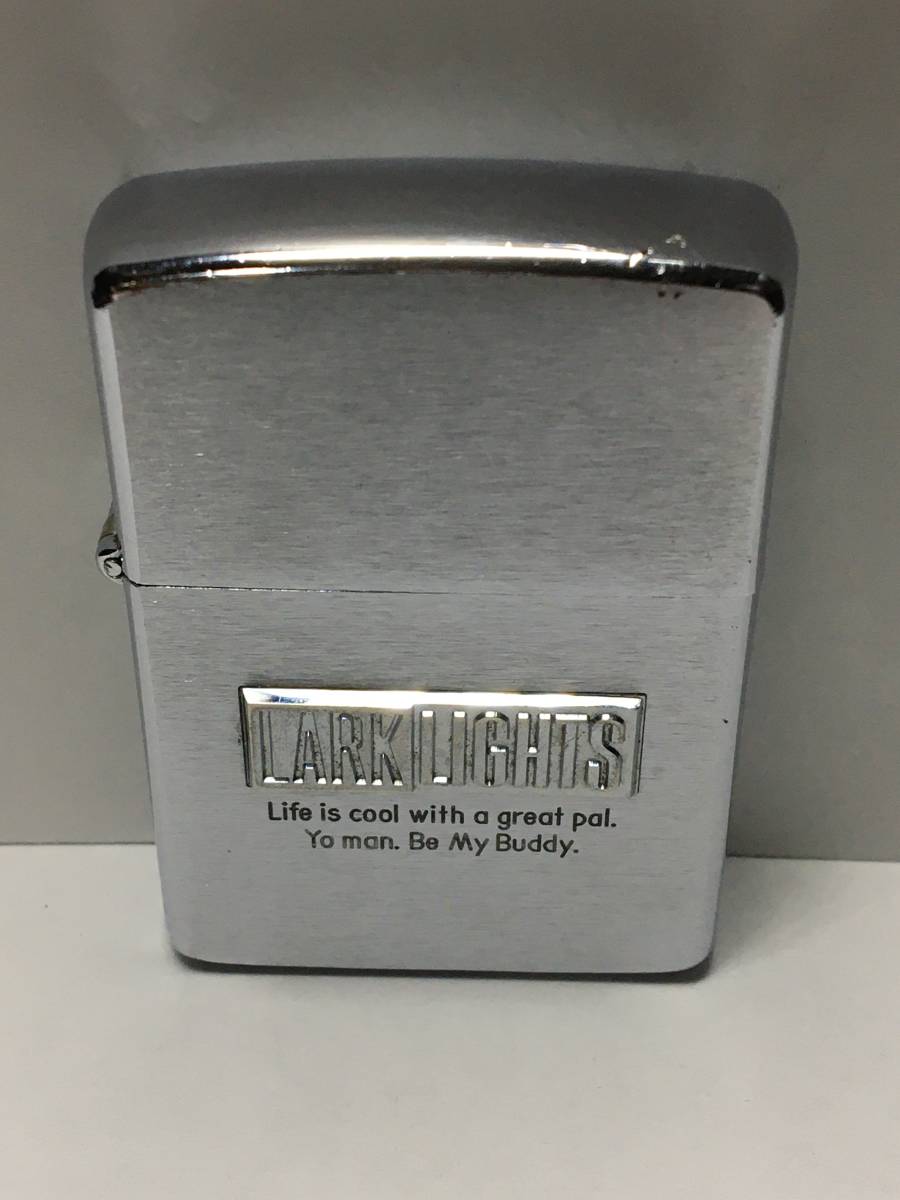 LARK LIGHTS
Life is cool with a great pal.
Yo man. Be My Buddy.